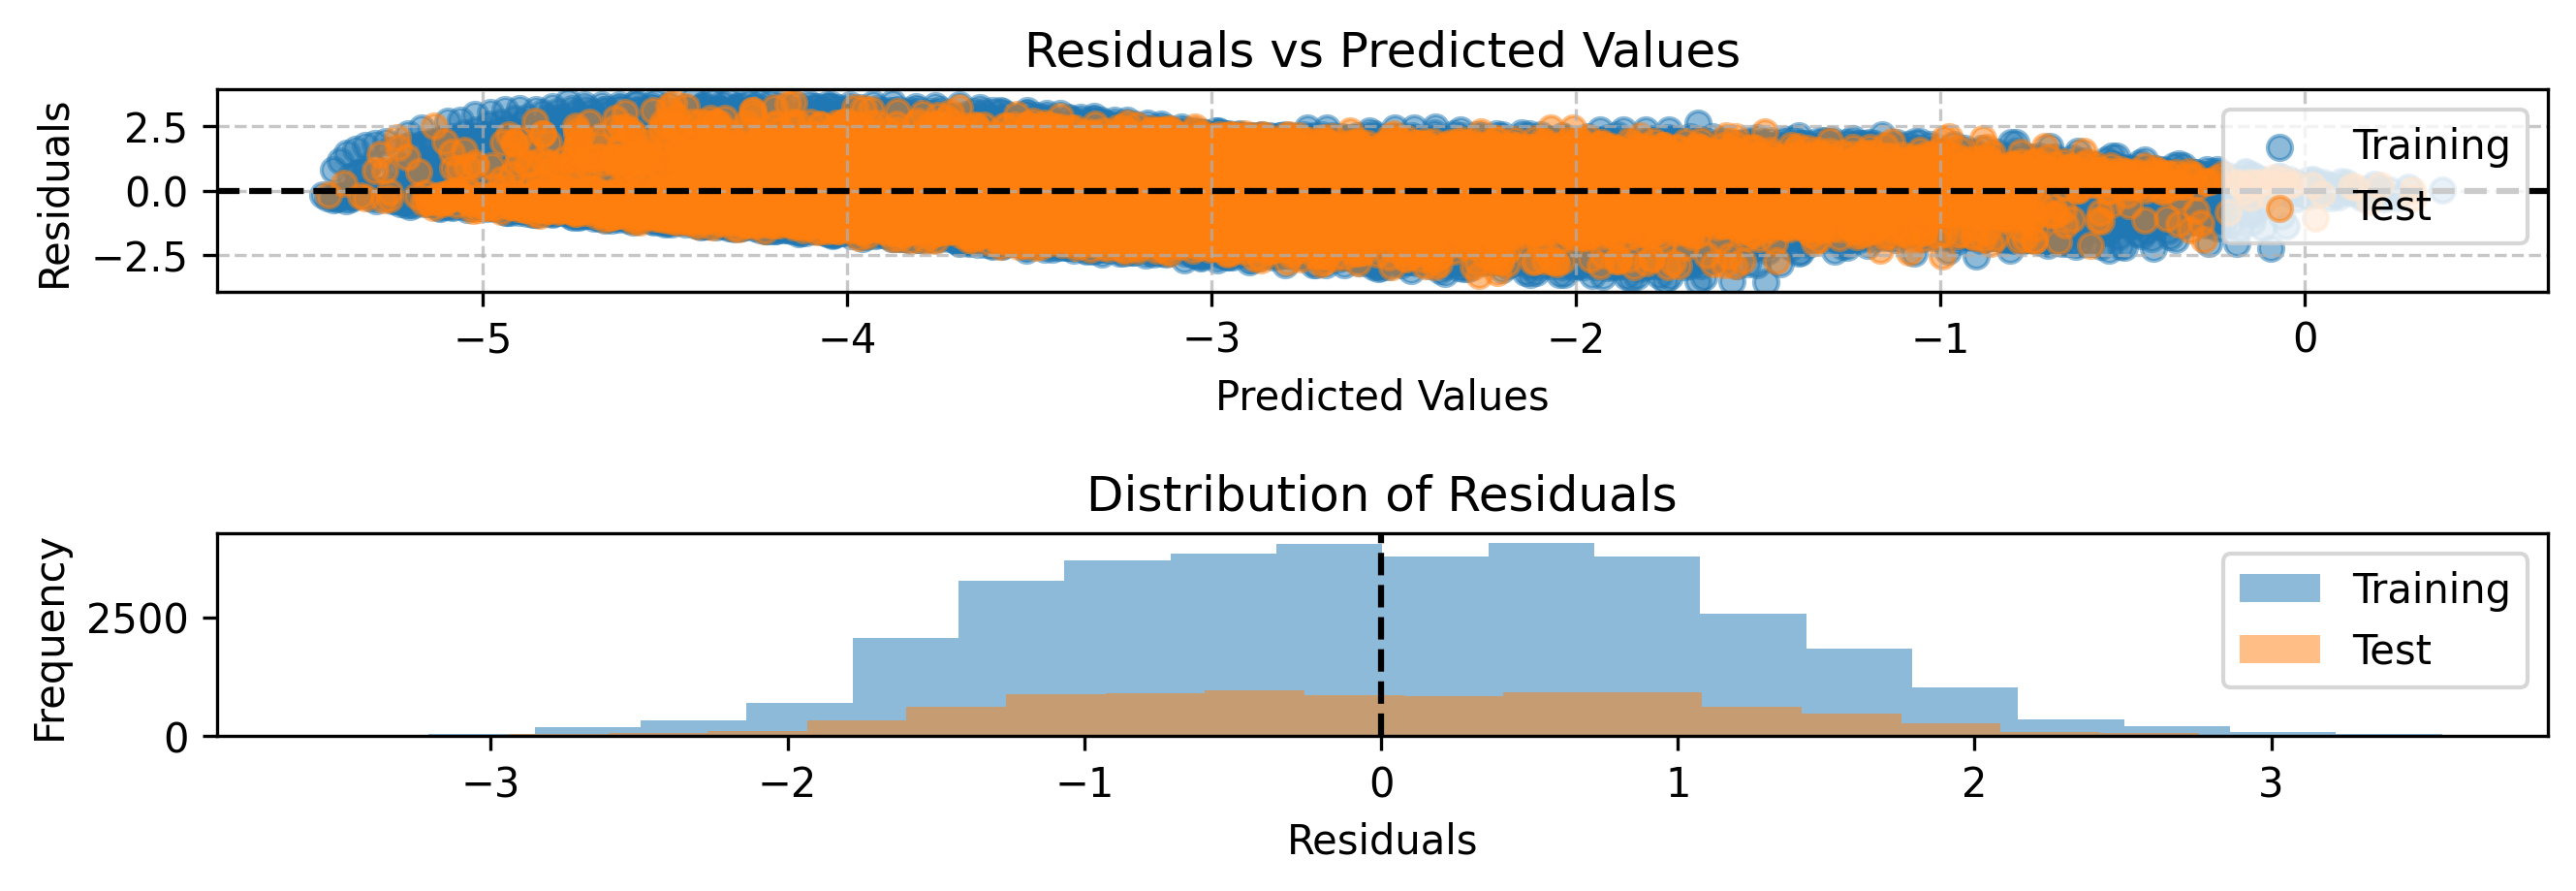 Residuals vs Predicted Values
Residuals
2.5
0.0
−2.5
Training
Test
−5
−4
−3
−2
−1
0
Predicted Values
Distribution of Residuals
Frequency
2500
0
Training
Test
−3
−2
−1
0
1
2
3
Residuals